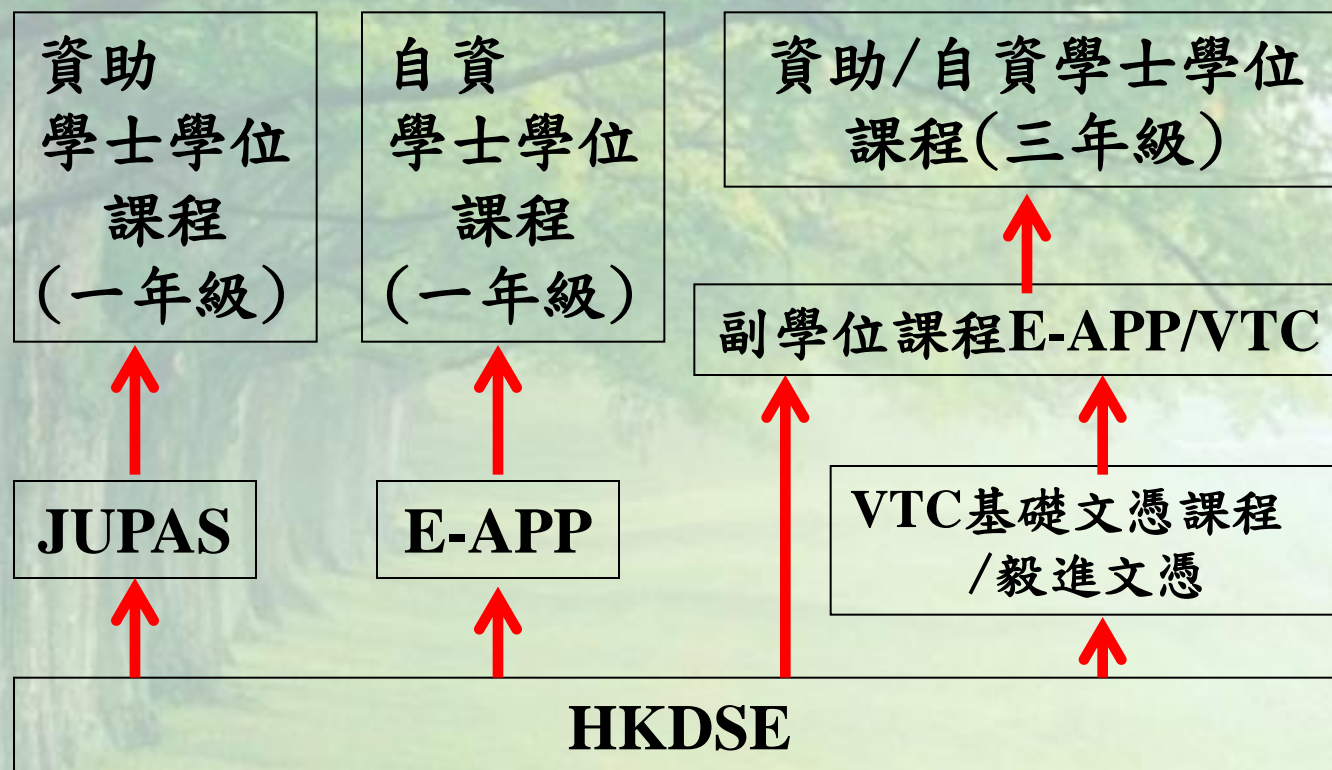 資助
學士學位
課程
(一年級)
自資
學士學位
課程
(一年級)
資助/自資學士學位
課程(三年級)
副學位課程E-APP/VTC
JUPAS
E-APP
VTC基礎文憑課程
/毅進文憑
HKDSE